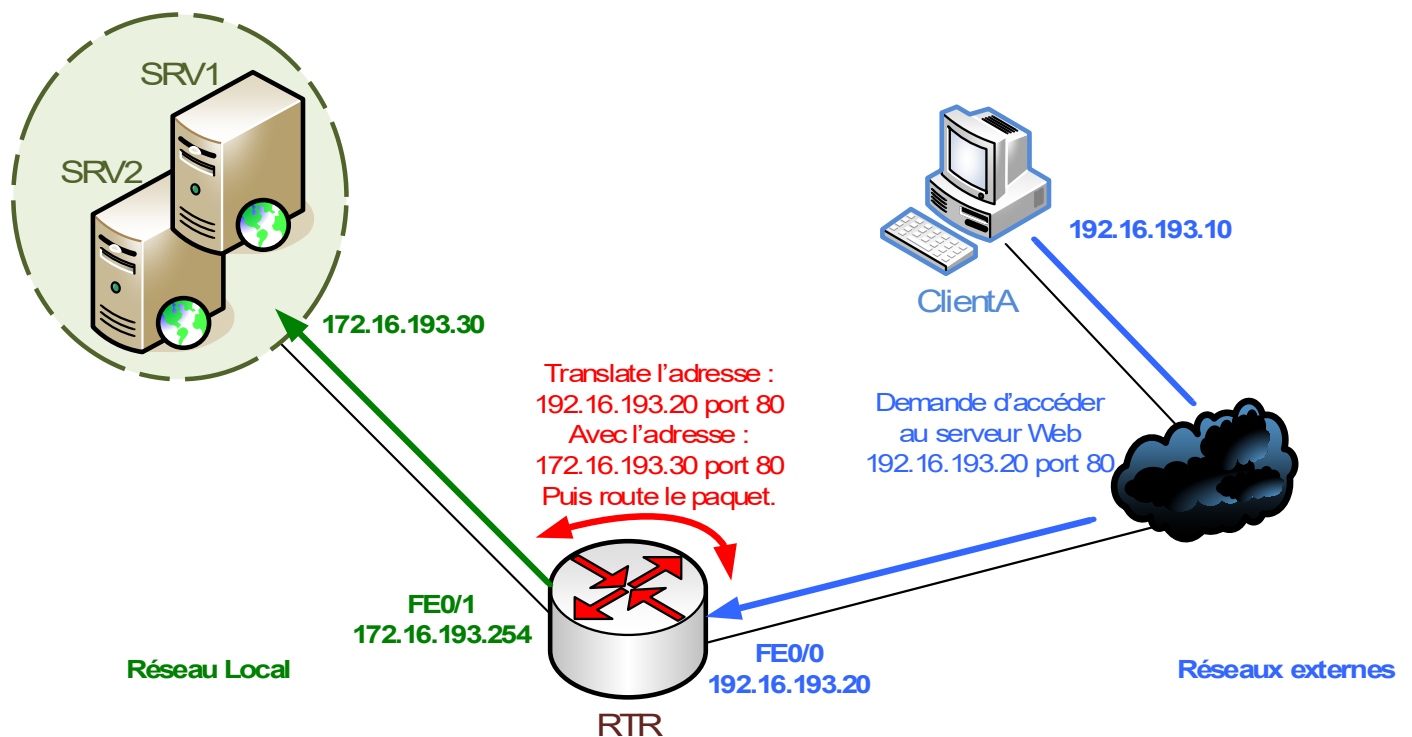 SRV1
SRV2
172.16.193.30
192.16.193.10
ClientA
Translate l'adresse :
192.16.193.20 port 80
Avec l'adresse :
172.16.193.30 port 80
Puis route le paquet.
Demande d'accéder
au serveur Web
192.16.193.20 port 80
FE0/1
172.16.193.254
FE0/0
192.16.193.20
Réseau Local
Réseaux externes
RTR